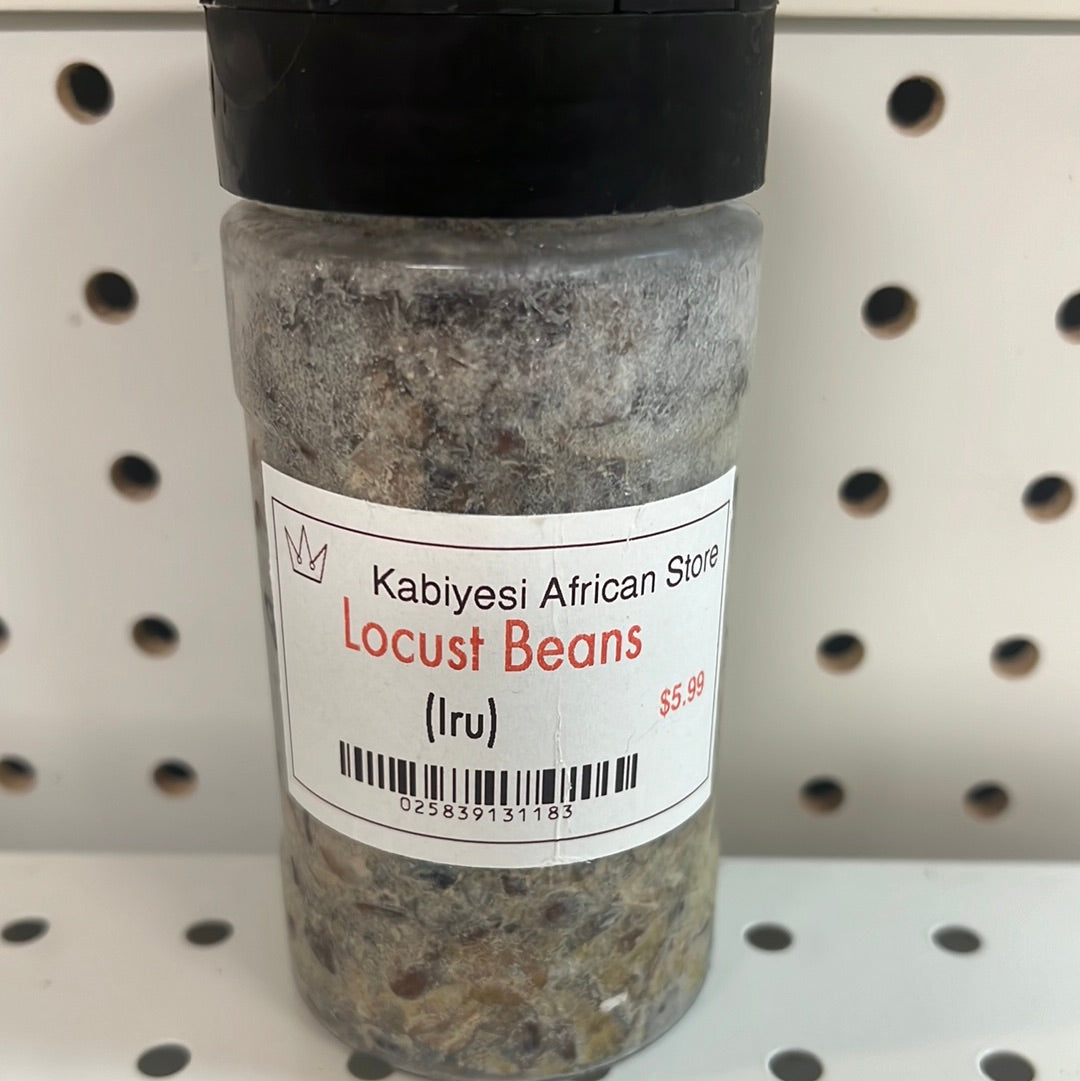 Kabiyesi African Store
Locust Beans
(Iru)
$5.99
025839131183